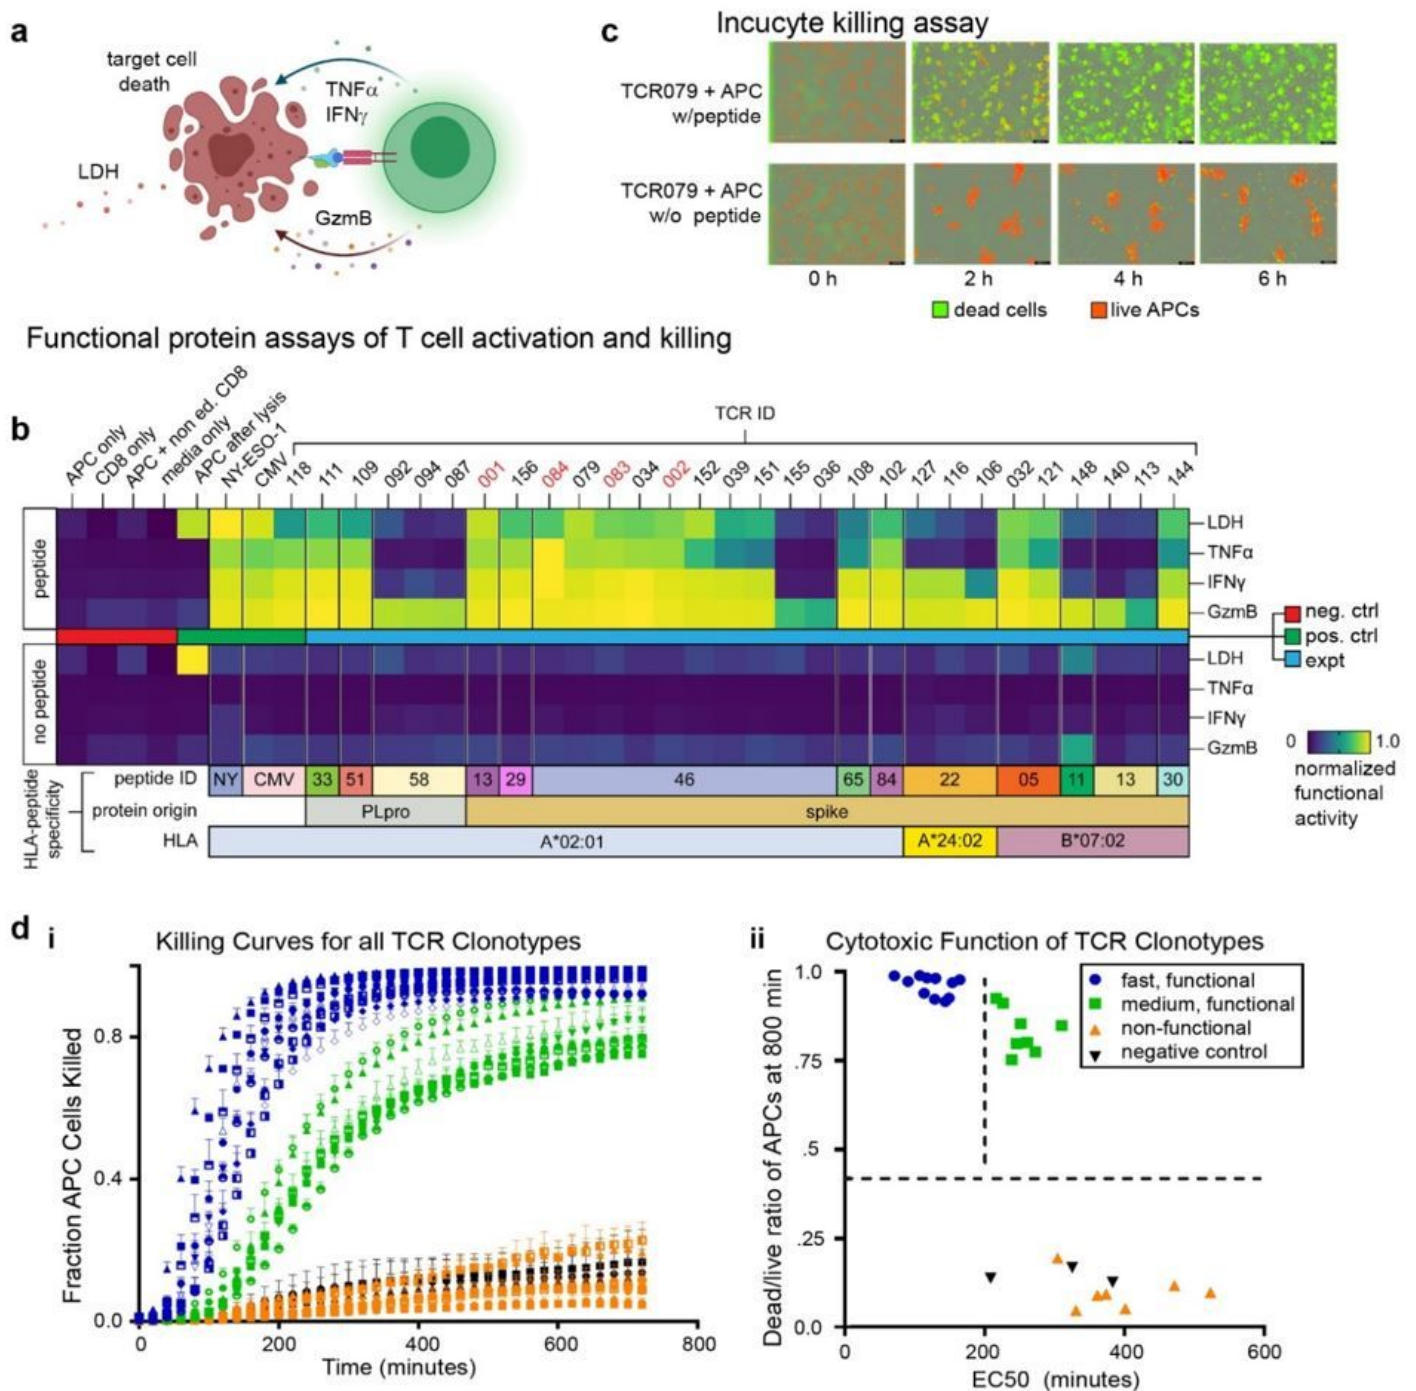 a
target cell
death
TNFα
IFNγ
LDH
GzmB
c
Incucyte killing assay
TCR079 + APC
w/peptide
TCR079 + APC
w/o peptide
0 h
2 h
4 h
6 h
dead cells
live APCs
Functional protein assays of T cell activation and killing
b
APC only
CD8 only
APC + non ed. CD8
media only
APC after lysis
NY-ESO-1
CMV
TCR ID
118
111
109
092
094
087
001
156
084
079
083
034
002
152
039
151
155
036
108
102
127
116
106
032
121
148
140
113
144
peptide
LDH
TNFα
IFNγ
GzmB
neg. ctrl
pos. ctrl
expt
no peptide
LDH
TNFα
IFNγ
GzmB
0 1.0
normalized
functional
activity
HLA-peptide
specificity
peptide ID
NY CMV 33 51 58 13 29 46 65 84 22 05 11 13 30
protein origin
PLpro spike
HLA
A*02:01 A*24:02 B*07:02
d
i
Killing Curves for all TCR Clonotypes
Fraction APC Cells Killed
0.8
0.4
0.0
0 200 400 600 800
Time (minutes)
ii
Cytotoxic Function of TCR Clonotypes
Dead/live ratio of APCs at 800 min
1.0
.75
.5
.25
0.0
fast, functional
medium, functional
non-functional
negative control
0 200 400 600
EC50 (minutes)